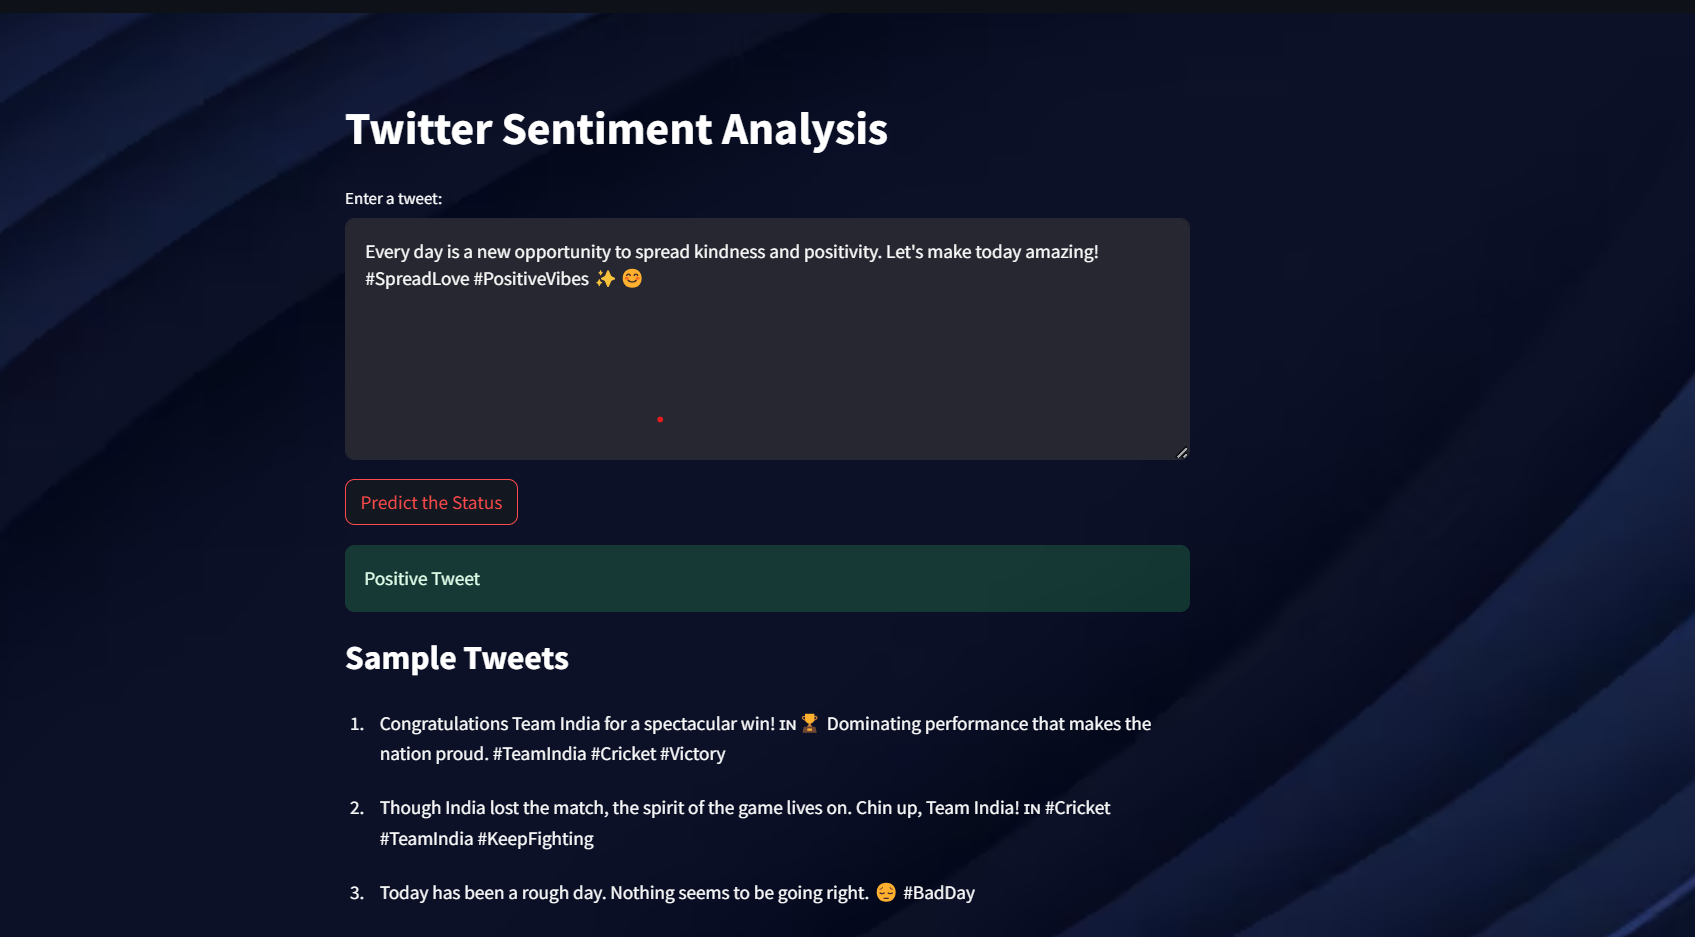 Twitter Sentiment Analysis
Enter a tweet:
Every day is a new opportunity to spread kindness and positivity. Let's make today amazing!
#SpreadLove #PositiveVibes ✨ 😊
Predict the Status
Positive Tweet
Sample Tweets
1. Congratulations Team India for a spectacular win! 🇮🇳🏆 Dominating performance that makes the
nation proud. #TeamIndia #Cricket #Victory
2. Though India lost the match, the spirit of the game lives on. Chin up, Team India! 🇮🇳 #Cricket
#TeamIndia #KeepFighting
3. Today has been a rough day. Nothing seems to be going right. 😔 #BadDay